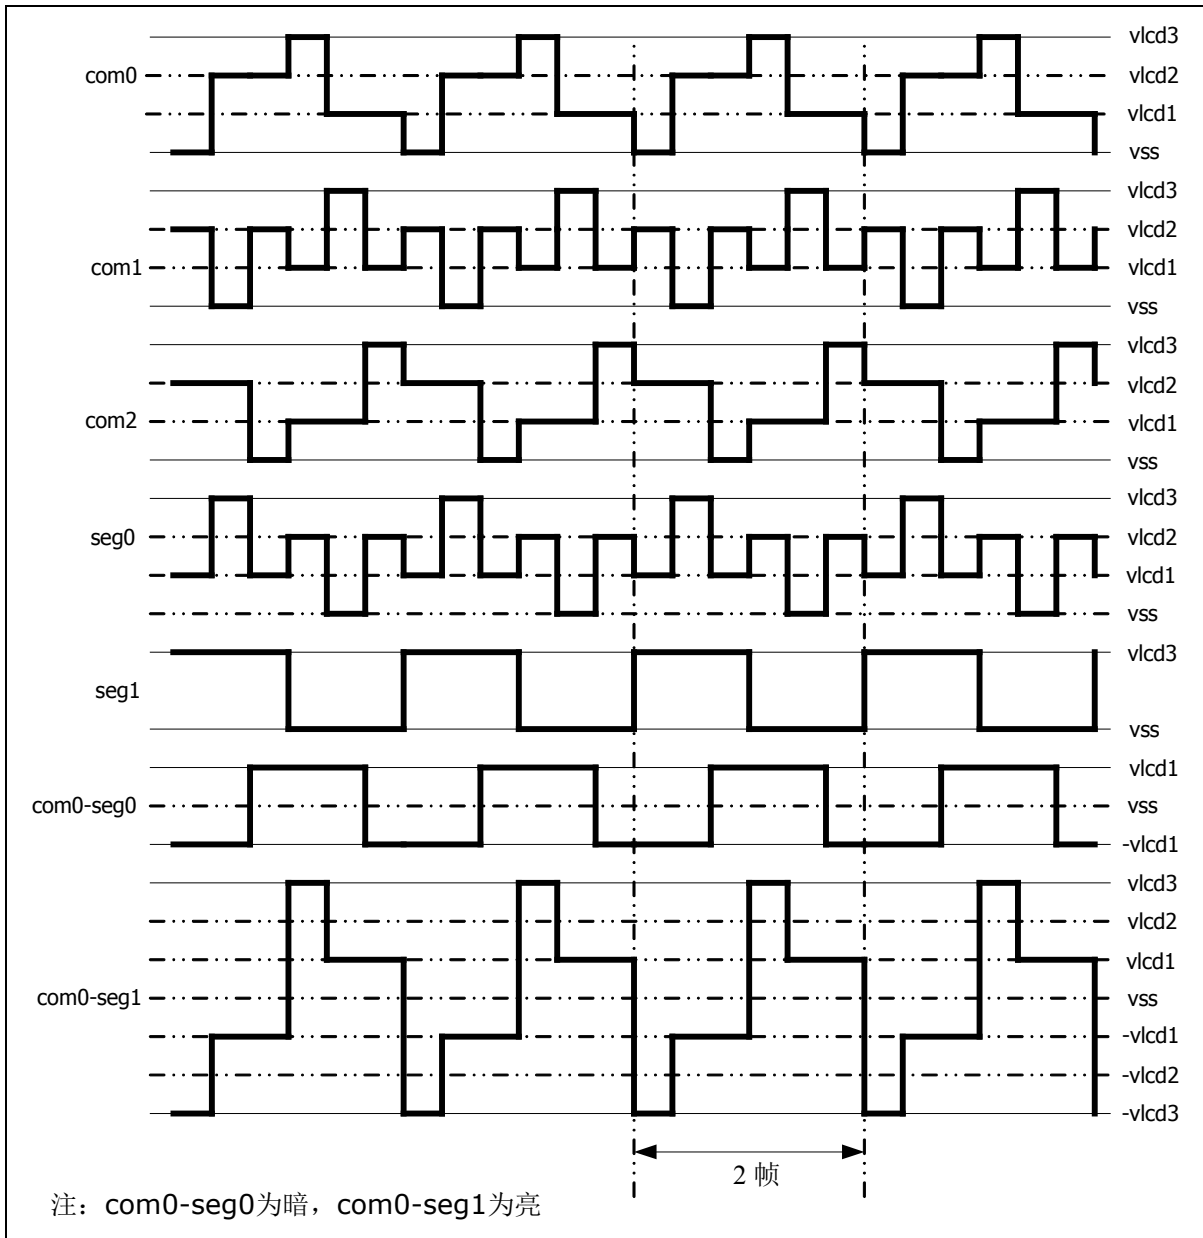 com0
vlcd3
vlcd2
vlcd1
vss
com1
vlcd3
vlcd2
vlcd1
vss
com2
vlcd3
vlcd2
vlcd1
vss
seg0
vlcd3
vlcd2
vlcd1
vss
seg1
vlcd3
vss
com0-seg0
vlcd1
vss
-vlcd1
com0-seg1
vlcd3
vlcd2
vlcd1
vss
-vlcd1
-vlcd2
-vlcd3
2 帧
注：com0-seg0为暗，com0-seg1为亮